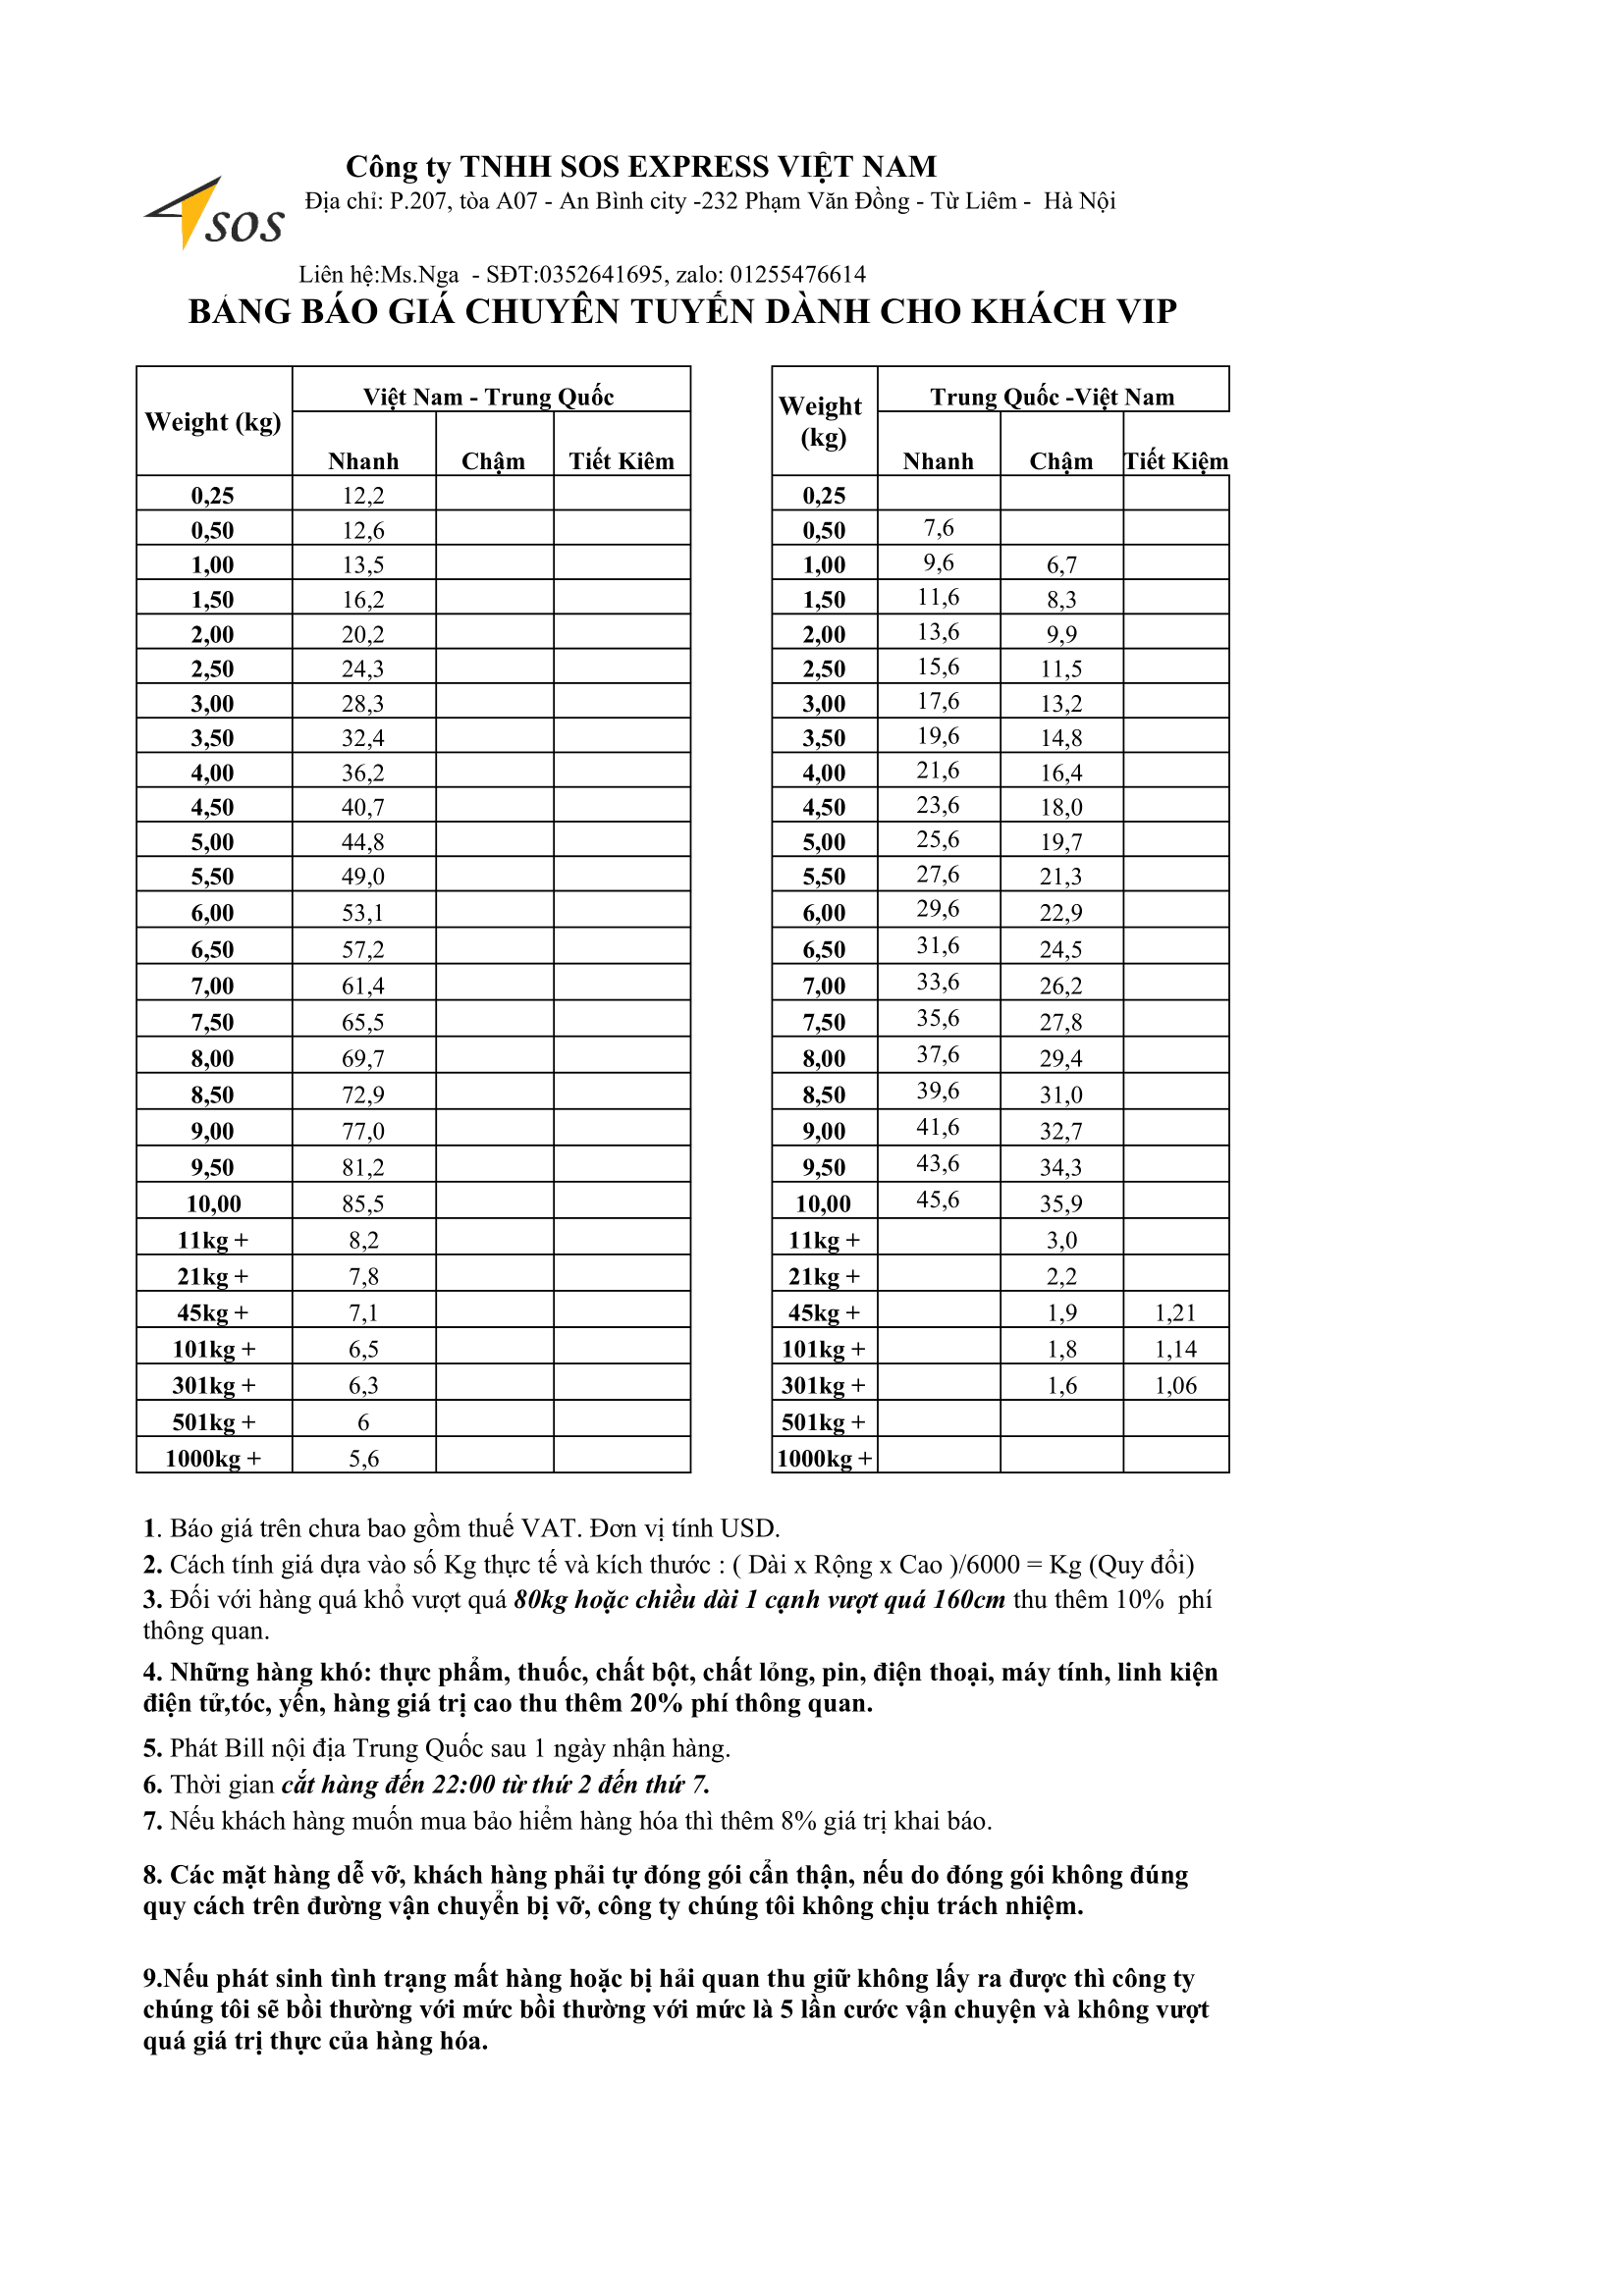 Công ty TNHH SOS EXPRESS VIỆT NAM
Địa chỉ: P.207, tòa A07 - An Bình city -232 Phạm Văn Đồng - Từ Liêm - Hà Nội
SOS
Liên hệ:Ms.Nga - SĐT:0352641695, zalo: 01255476614
BẢNG BÁO GIÁ CHUYÊN TUYẾN DÀNH CHO KHÁCH VIP
Weight (kg) Việt Nam - Trung Quốc
Nhanh Chậm Tiết Kiêm
0,25 12,2
0,50 12,6
1,00 13,5
1,50 16,2
2,00 20,2
2,50 24,3
3,00 28,3
3,50 32,4
4,00 36,2
4,50 40,7
5,00 44,8
5,50 49,0
6,00 53,1
6,50 57,2
7,00 61,4
7,50 65,5
8,00 69,7
8,50 72,9
9,00 77,0
9,50 81,2
10,00 85,5
11kg + 8,2
21kg + 7,8
45kg + 7,1
101kg + 6,5
301kg + 6,3
501kg + 6
1000kg + 5,6
Weight (kg) Trung Quốc -Việt Nam
Nhanh Chậm Tiết Kiệm
0,25
0,50 7,6
1,00 9,6 6,7
1,50 11,6 8,3
2,00 13,6 9,9
2,50 15,6 11,5
3,00 17,6 13,2
3,50 19,6 14,8
4,00 21,6 16,4
4,50 23,6 18,0
5,00 25,6 19,7
5,50 27,6 21,3
6,00 29,6 22,9
6,50 31,6 24,5
7,00 33,6 26,2
7,50 35,6 27,8
8,00 37,6 29,4
8,50 39,6 31,0
9,00 41,6 32,7
9,50 43,6 34,3
10,00 45,6 35,9
11kg + 3,0
21kg + 2,2
45kg + 1,9 1,21
101kg + 1,8 1,14
301kg + 1,6 1,06
501kg +
1000kg +
1. Báo giá trên chưa bao gồm thuế VAT. Đơn vị tính USD.
2. Cách tính giá dựa vào số Kg thực tế và kích thước : ( Dài x Rộng x Cao )/6000 = Kg (Quy đổi)
3. Đối với hàng quá khổ vượt quá 80kg hoặc chiều dài 1 cạnh vượt quá 160cm thu thêm 10% phí
thông quan.
4. Những hàng khó: thực phẩm, thuốc, chất bột, chất lỏng, pin, điện thoại, máy tính, linh kiện
điện tử,tóc, yến, hàng giá trị cao thu thêm 20% phí thông quan.
5. Phát Bill nội địa Trung Quốc sau 1 ngày nhận hàng.
6. Thời gian cắt hàng đến 22:00 từ thứ 2 đến thứ 7.
7. Nếu khách hàng muốn mua bảo hiểm hàng hóa thì thêm 8% giá trị khai báo.
8. Các mặt hàng dễ vỡ, khách hàng phải tự đóng gói cẩn thận, nếu do đóng gói không đúng
quy cách trên đường vận chuyển bị vỡ, công ty chúng tôi không chịu trách nhiệm.
9.Nếu phát sinh tình trạng mất hàng hoặc bị hải quan thu giữ không lấy ra được thì công ty
chúng tôi sẽ bồi thường với mức bồi thường với mức là 5 lần cước vận chuyện và không vượt
quá giá trị thực của hàng hóa.